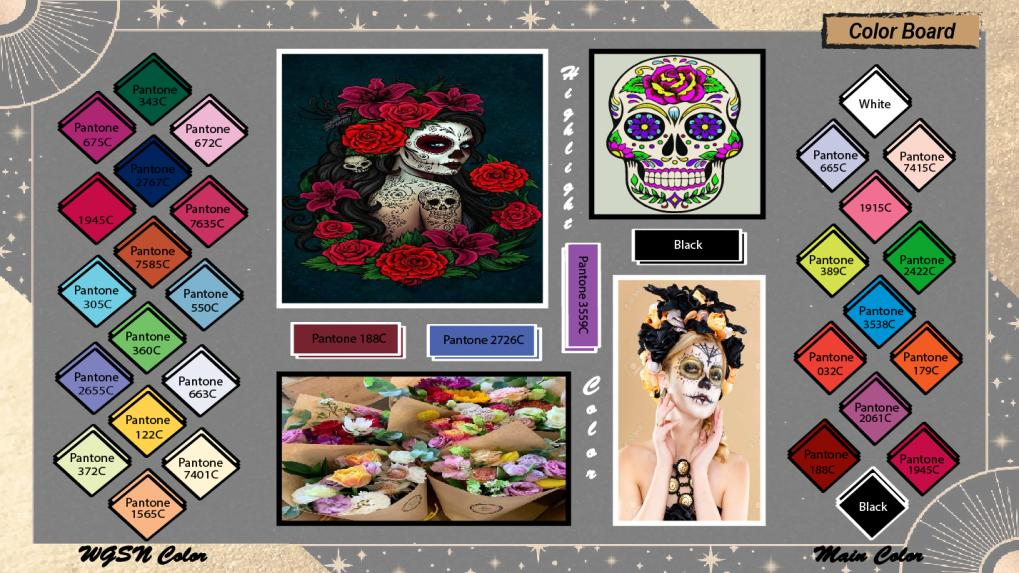 Color Board
Pantone
343C
Pantone
675C
Pantone
672C
Pantone
2767C
1945C
Pantone
7635C
Pantone
7585C
Pantone
305C
Pantone
550C
Pantone
360C
Pantone
2655C
Pantone
663C
Pantone
122C
Pantone
372C
Pantone
7401C
Pantone
1565C
WGSN Color
Highlight
Color
Pantone 188C
Pantone 2726C
Pantone 3559C
Black
White
Pantone
665C
Pantone
7415C
1915C
Pantone
389C
Pantone
2422C
Pantone
3538C
Pantone
032C
Pantone
179C
Pantone
2061C
Pantone
188C
Pantone
1945C
Black
Main Color